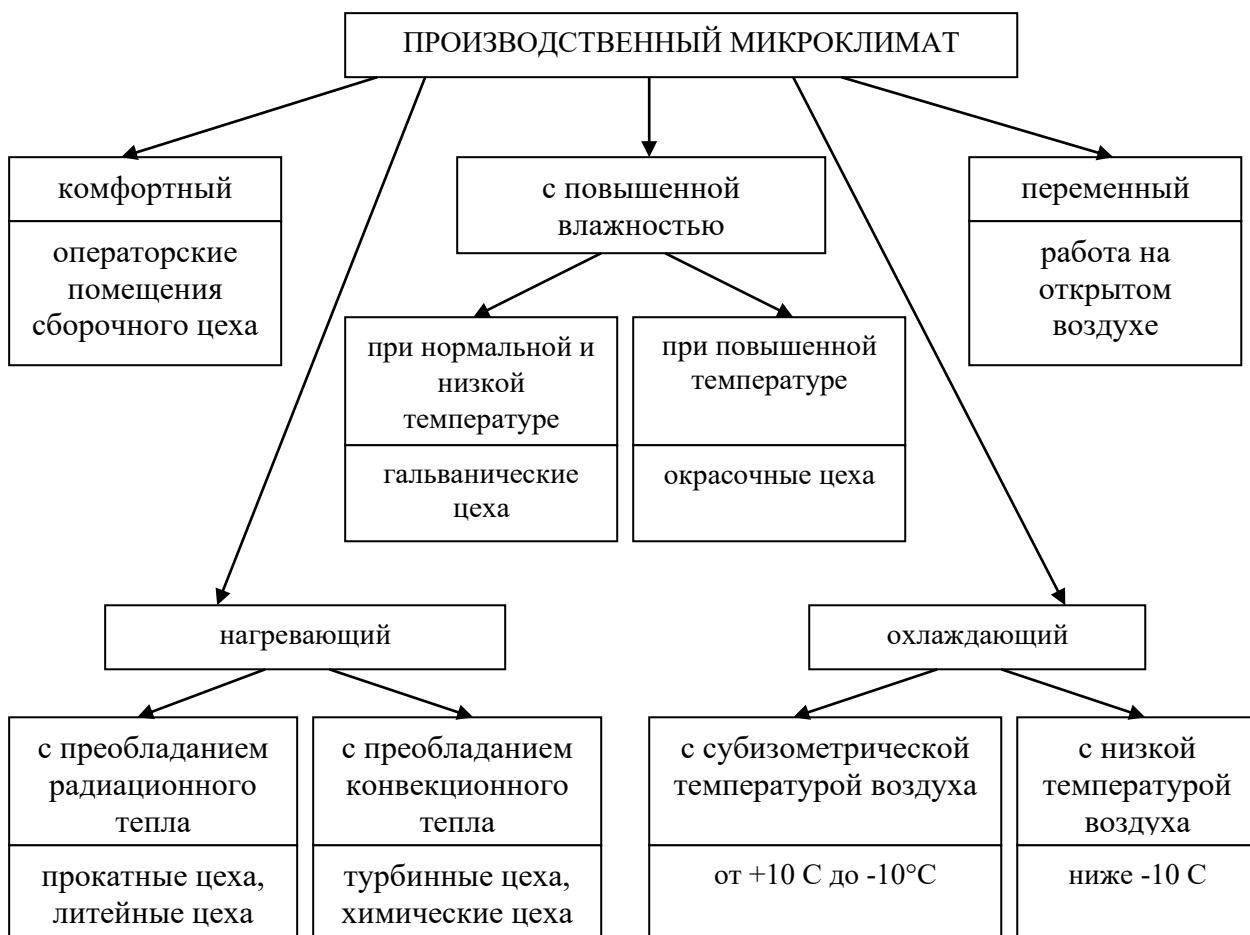 ПРОИЗВОДСТВЕННЫЙ МИКРОКЛИМАТ
комфортный
операторские
помещения
сборочного цеха
с повышенной
влажностью
переменный
работа на
открытом
воздухе
при нормальной и
низкой
температуре
гальванические
цеха
при повышенной
температуре
окрасочные цеха
нагревающий
охлаждающий
с преобладанием
радиационного
тепла
прокатные цеха,
литейные цеха
с преобладанием
конвекционного
тепла
турбинные цеха,
химические цеха
с субизометрической
температурой воздуха
от +10 С до -10°С
с низкой
температурой
воздуха
ниже -10 С